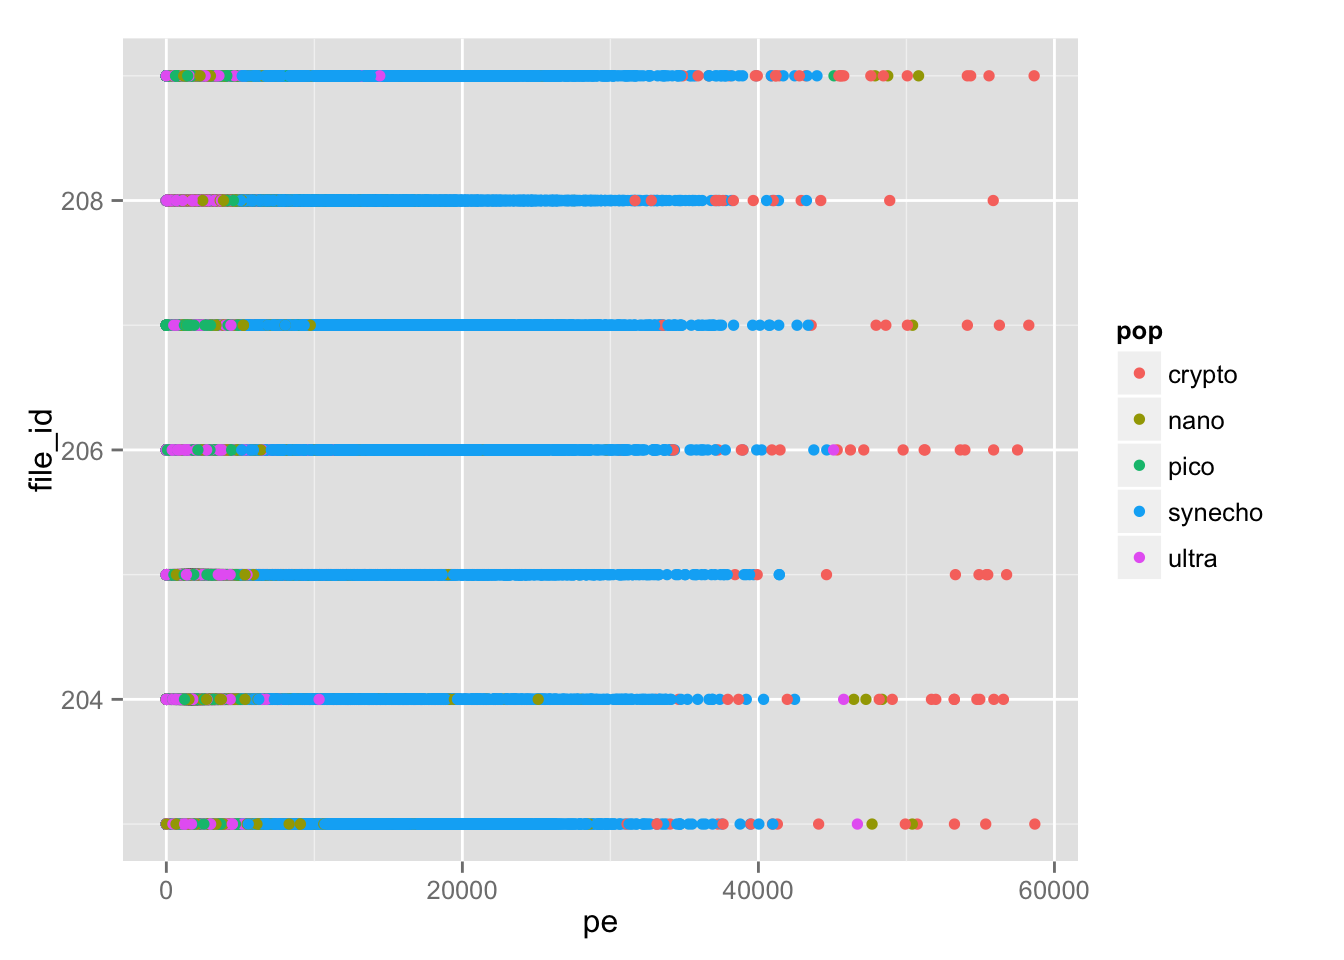 208
206
204
file_id
0
20000
40000
60000
pe
pop
crypto
nano
pico
synecho
ultra